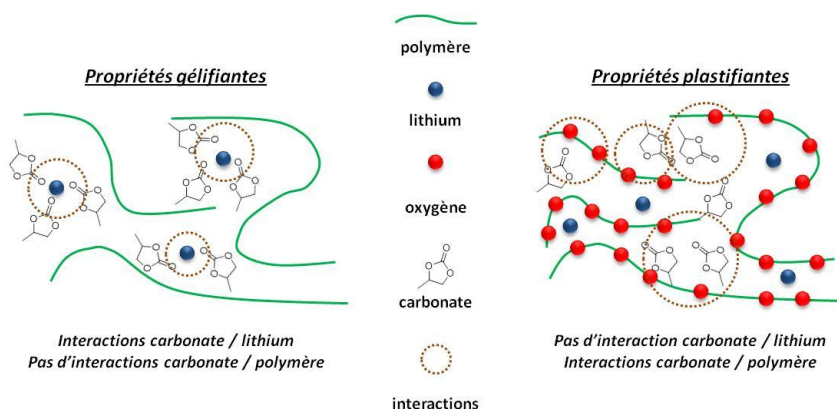 Propriétés gélifiantes
Interactions carbonate / lithium
Pas d'interactions carbonate / polymère
polymère
lithium
oxygène
carbonate
interactions
Propriétés plastifiantes
Pas d'interaction carbonate / lithium
Interactions carbonate / polymère